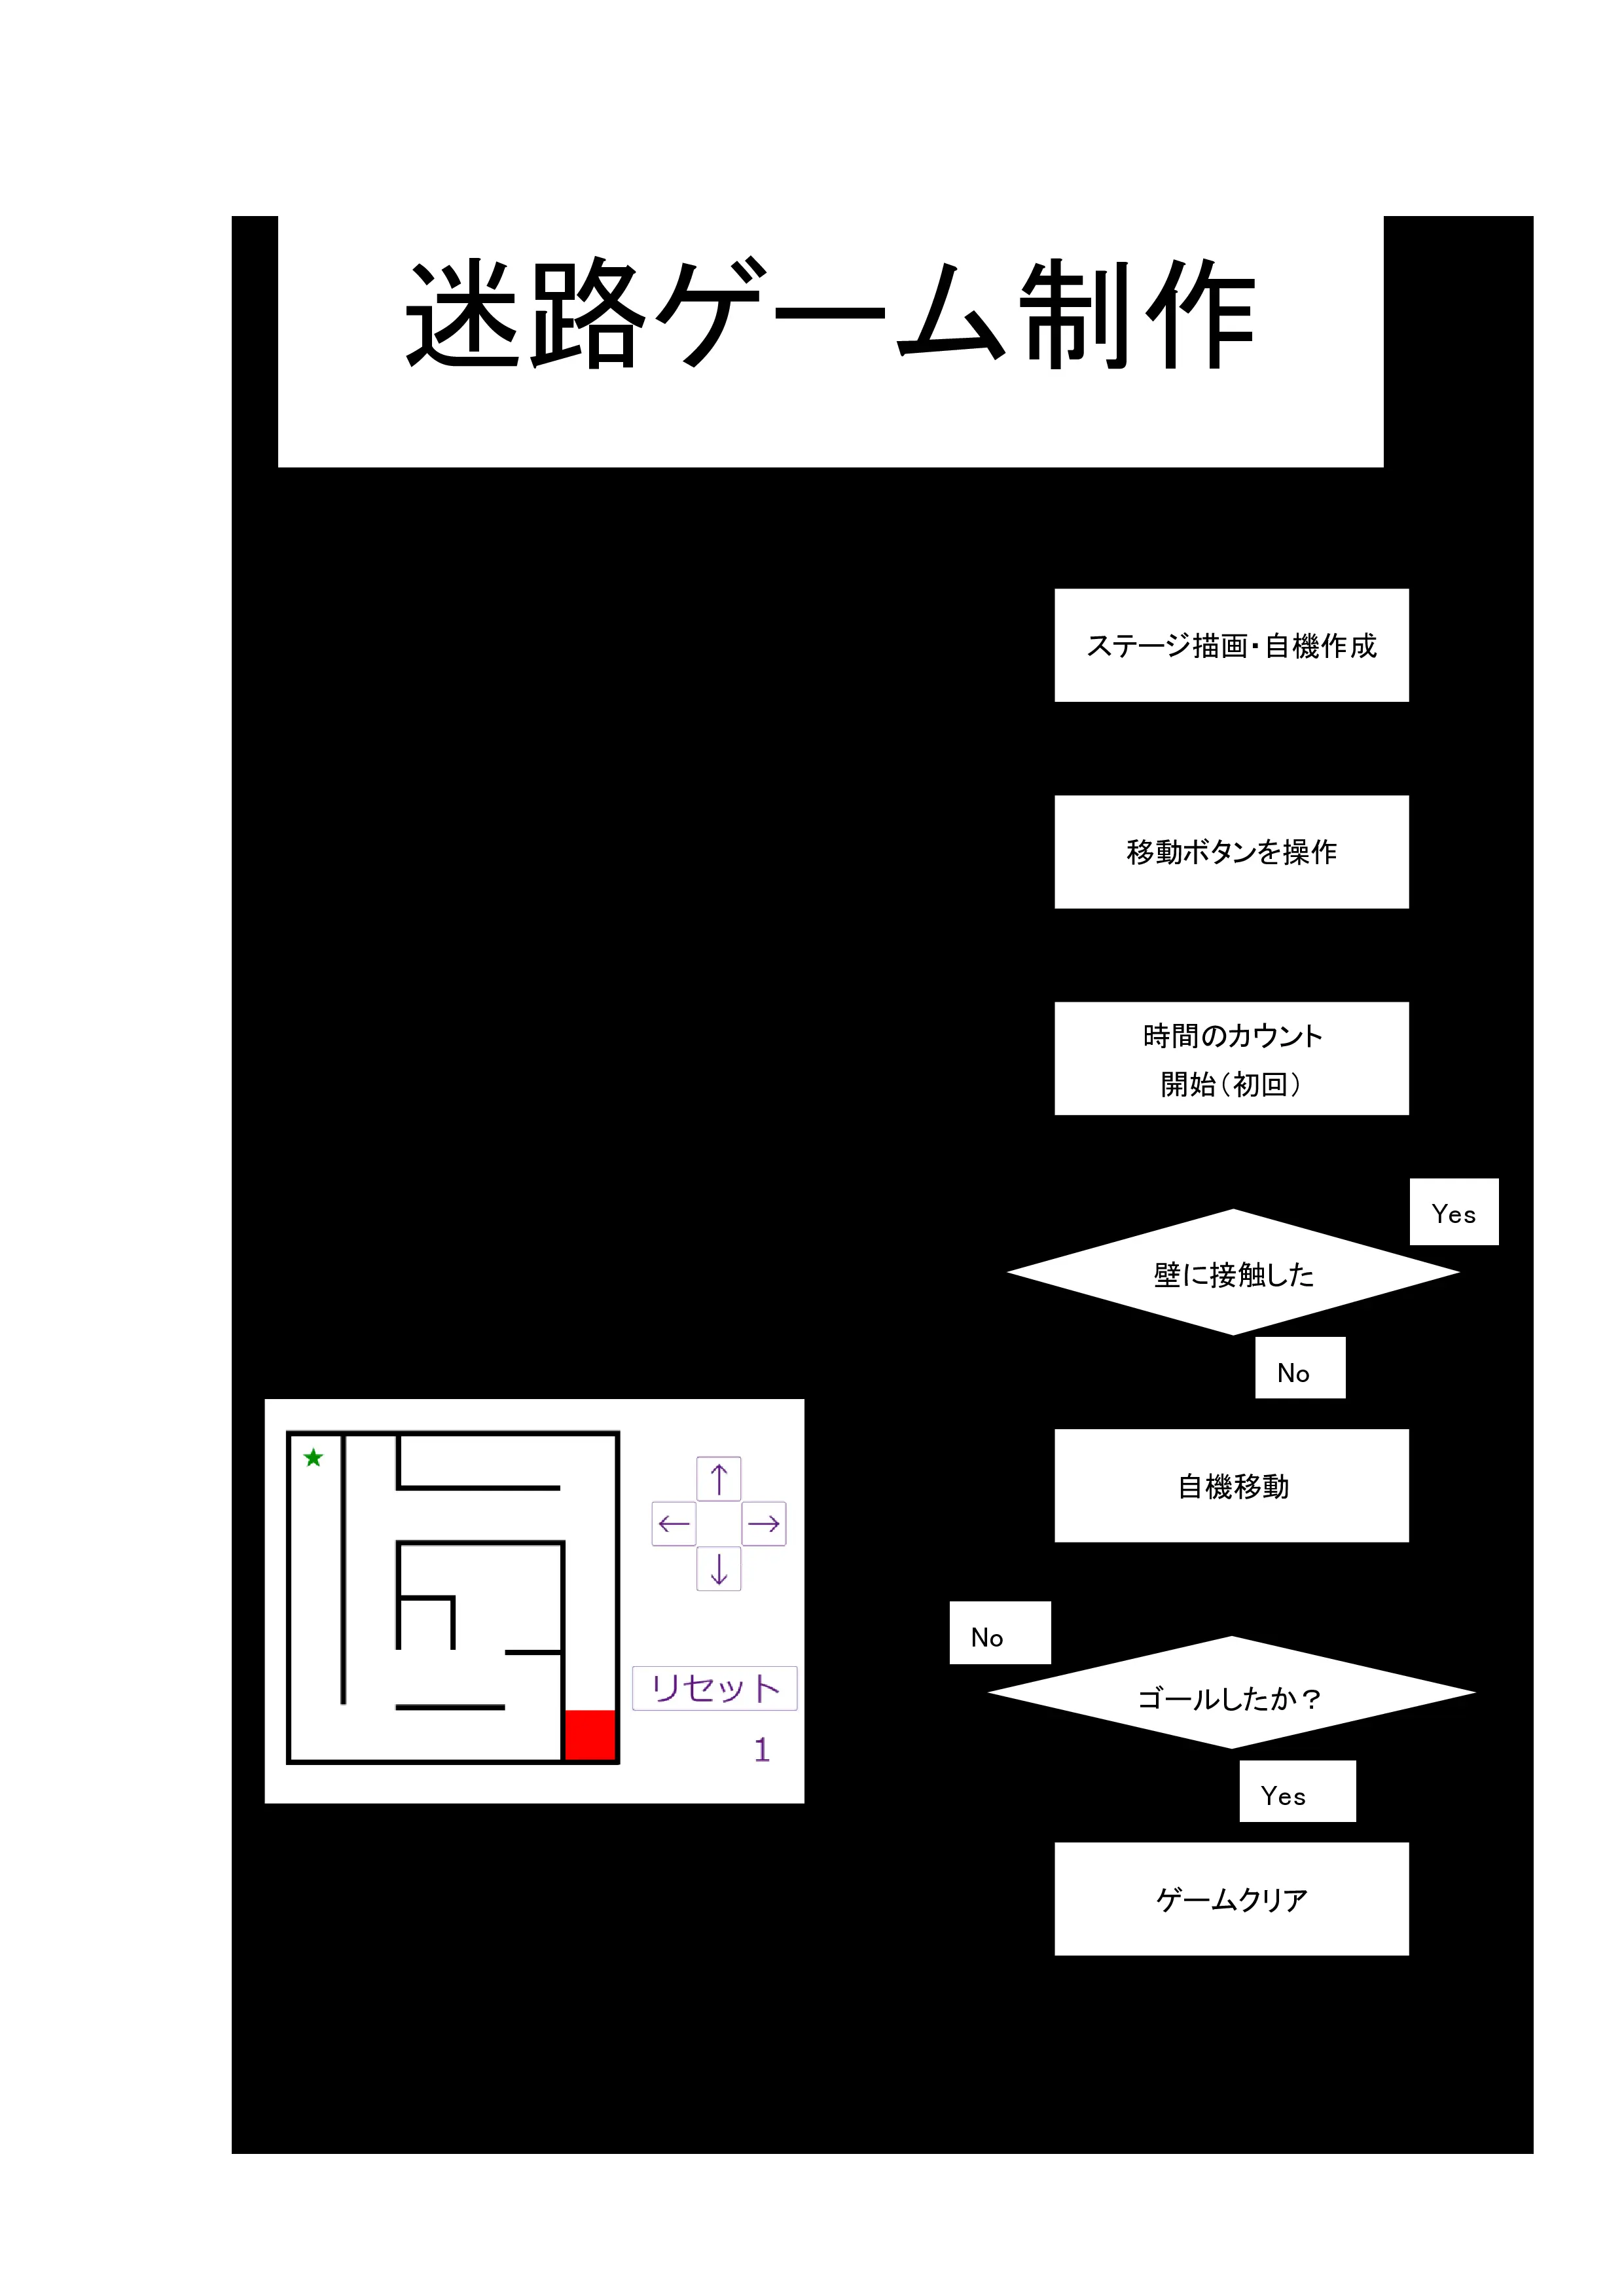 迷路ゲーム制作
ステージ描画・自機作成
移動ボタンを操作
時間のカウント
開始（初回）
Yes
壁に接触した
No
自機移動
No
ゴールしたか？
Yes
ゲームクリア
↑
← →
↓
リセット
1